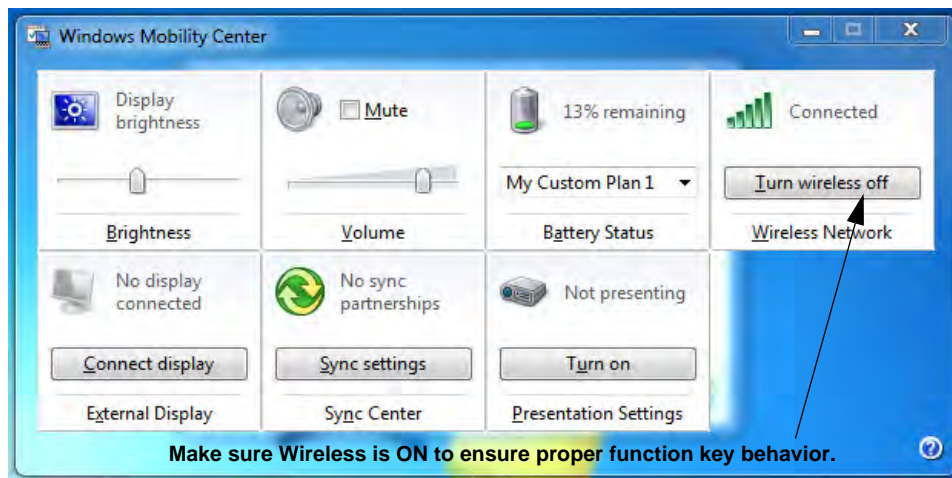 Windows Mobility Center
Display
brightness
Brightness
Mute
Volume
13% remaining
My Custom Plan 1
Battery Status
Connected
Turn wireless off
Wireless Network
No display
connected
Connect display
External Display
No sync
partnerships
Sync settings
Sync Center
Not presenting
Turn on
Presentation Settings
Make sure Wireless is ON to ensure proper function key behavior.